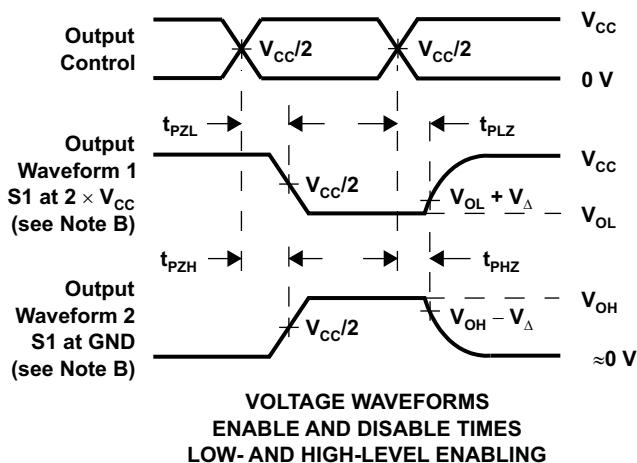 Output
Control
V_CC/2
V_CC/2
V_CC
0 V
t_PZL
t_PLZ
Output
Waveform 1
S1 at 2 × V_CC
(see Note B)
V_CC/2
V_CC
V_OL + V_Δ
V_OL
t_PZH
t_PHZ
Output
Waveform 2
S1 at GND
(see Note B)
V_CC/2
V_OH
V_OH − V_Δ
≈0 V
VOLTAGE WAVEFORMS
ENABLE AND DISABLE TIMES
LOW- AND HIGH-LEVEL ENABLING